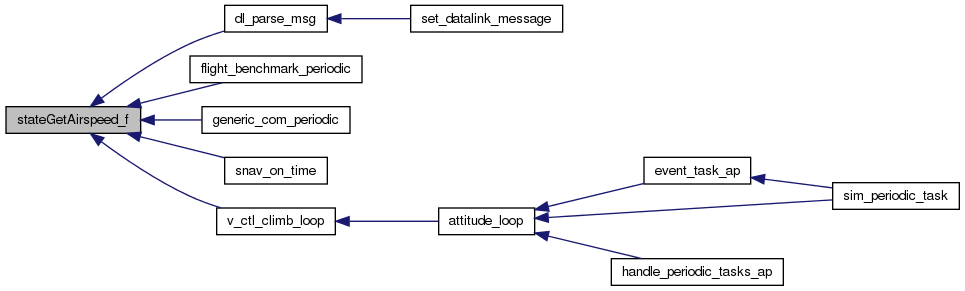 dl_parse_msg
set_datalink_message
flight_benchmark_periodic
stateGetAirspeed_f
generic_com_periodic
snav_on_time
event_task_ap
sim_periodic_task
v_ctl_climb_loop
attitude_loop
handle_periodic_tasks_ap